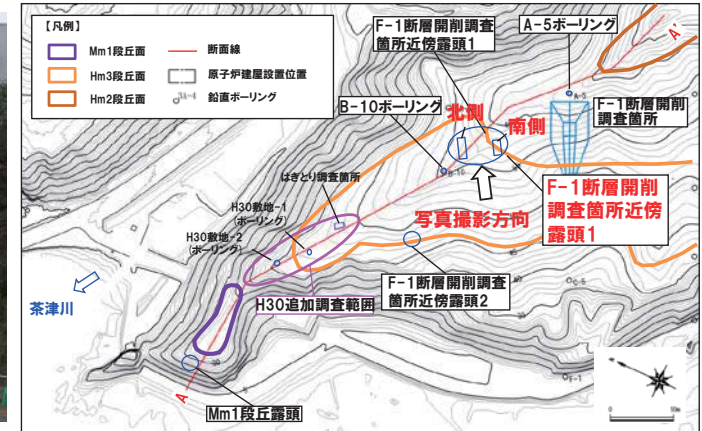 【凡例】
Mm1段丘面
Hm3段丘面
Hm2段丘面
断面線
原子炉建屋設置位置
3A-4
鉛直ボーリング
F-1断層開削調査
箇所近傍露頭1
A-5ボーリング
A'
A-5
B-10ボーリング
北側
南側
F-1断層開削
調査箇所
B-10
はぎとり調査箇所
H30敷地-1
(ボーリング)
H30敷地-2
(ボーリング)
写真撮影方向
F-1断層開削
調査箇所近傍
露頭1
F-1断層開削調査
箇所近傍露頭2
C-5
茶津川
H30追加調査範囲
F-1
A
Mm1段丘露頭
0
50m